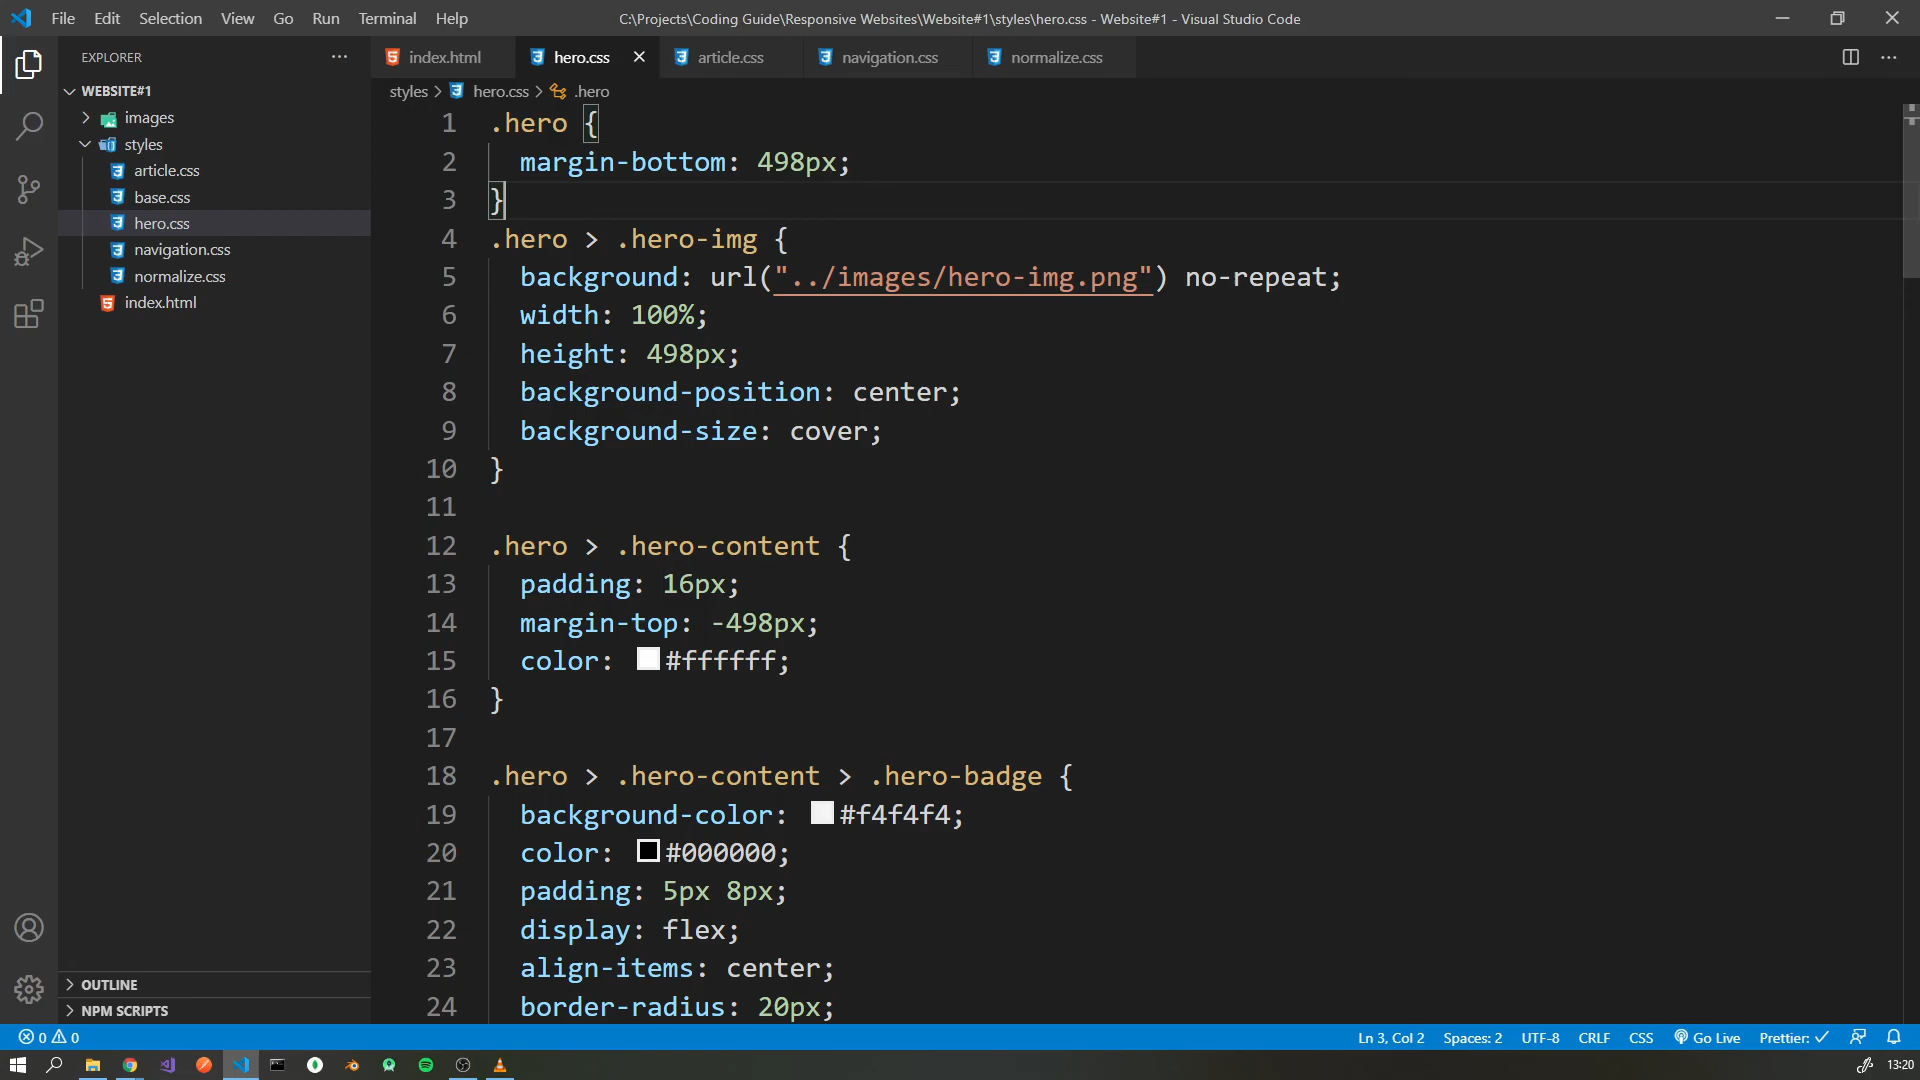 File Edit Selection View Go Run Terminal Help
C:\Projects\Coding Guide\Responsive Websites\Website#1\styles\hero.css - Website#1 - Visual Studio Code
EXPLORER
index.html
hero.css
article.css
navigation.css
normalize.css
WEBSITE#1
images
styles
article.css
base.css
hero.css
navigation.css
normalize.css
index.html
OUTLINE
NPM SCRIPTS
styles > hero.css > .hero
1 .hero {
2 margin-bottom: 498px;
3 }
4 .hero > .hero-img {
5 background: url("../images/hero-img.png") no-repeat;
6 width: 100%;
7 height: 498px;
8 background-position: center;
9 background-size: cover;
10 }
11
12 .hero > .hero-content {
13 padding: 16px;
14 margin-top: -498px;
15 color: #ffffff;
16 }
17
18 .hero > .hero-content > .hero-badge {
19 background-color: #f4f4f4;
20 color: #000000;
21 padding: 5px 8px;
22 display: flex;
23 align-items: center;
24 border-radius: 20px;
0 0
Ln 3, Col 2 Spaces: 2 UTF-8 CRLF CSS Go Live Prettier: ✓
13:20